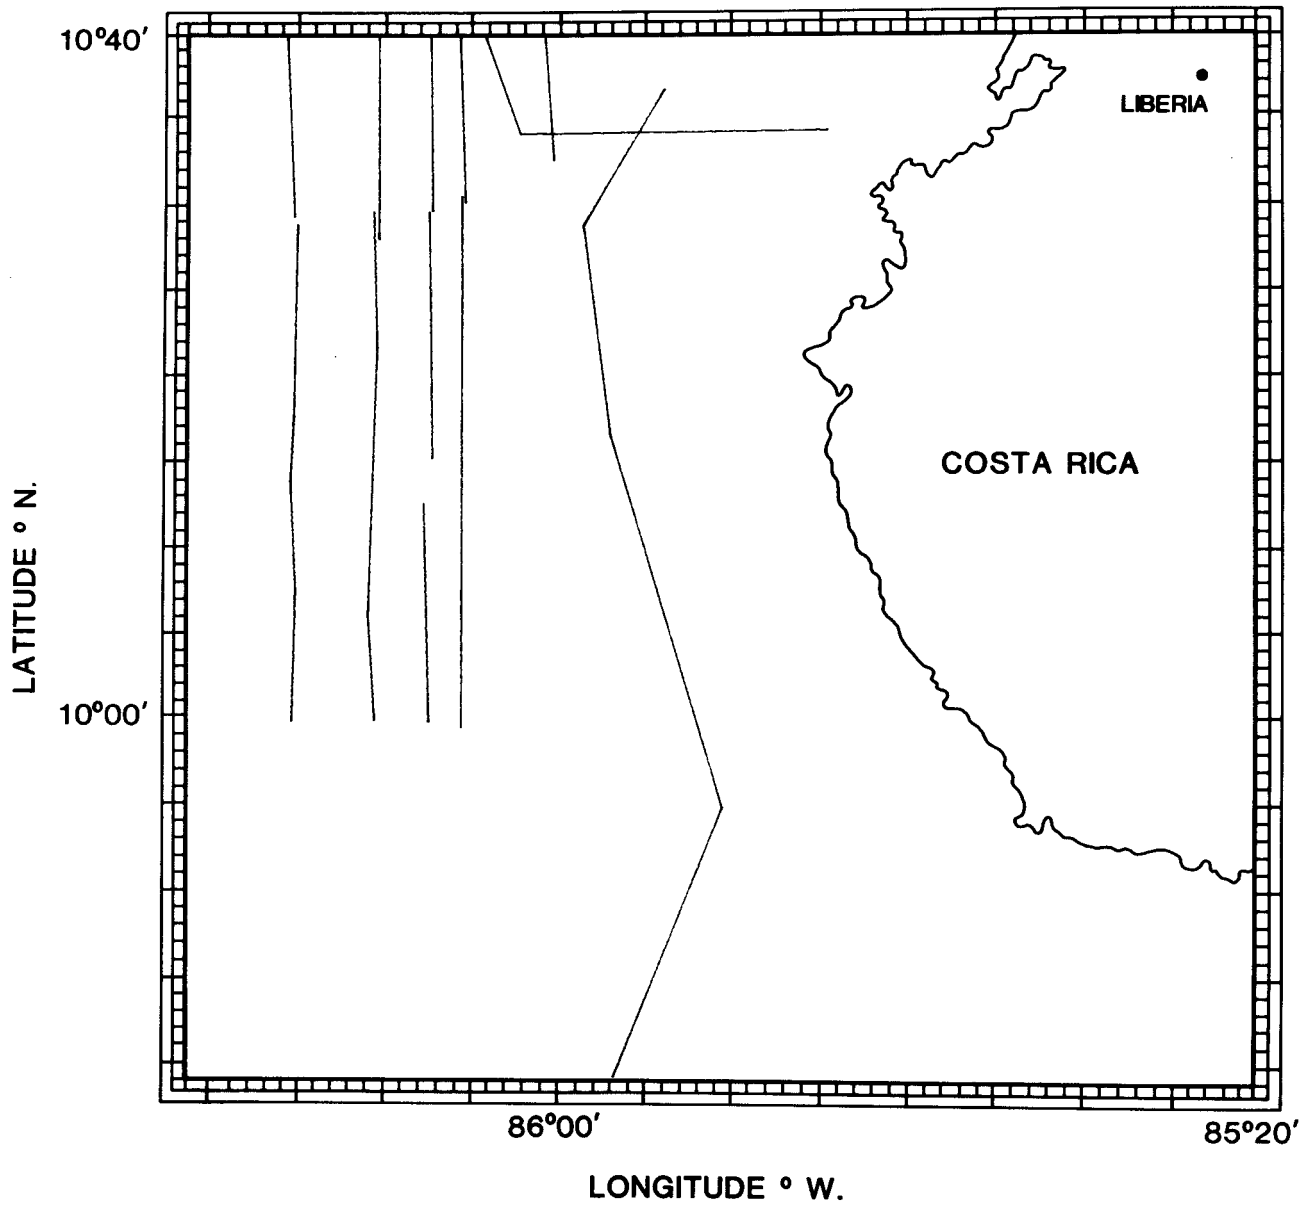 10°40'
LIBERIA
COSTA RICA
LATITUDE ° N.
10°00'
86°00'
85°20'
LONGITUDE ° W.